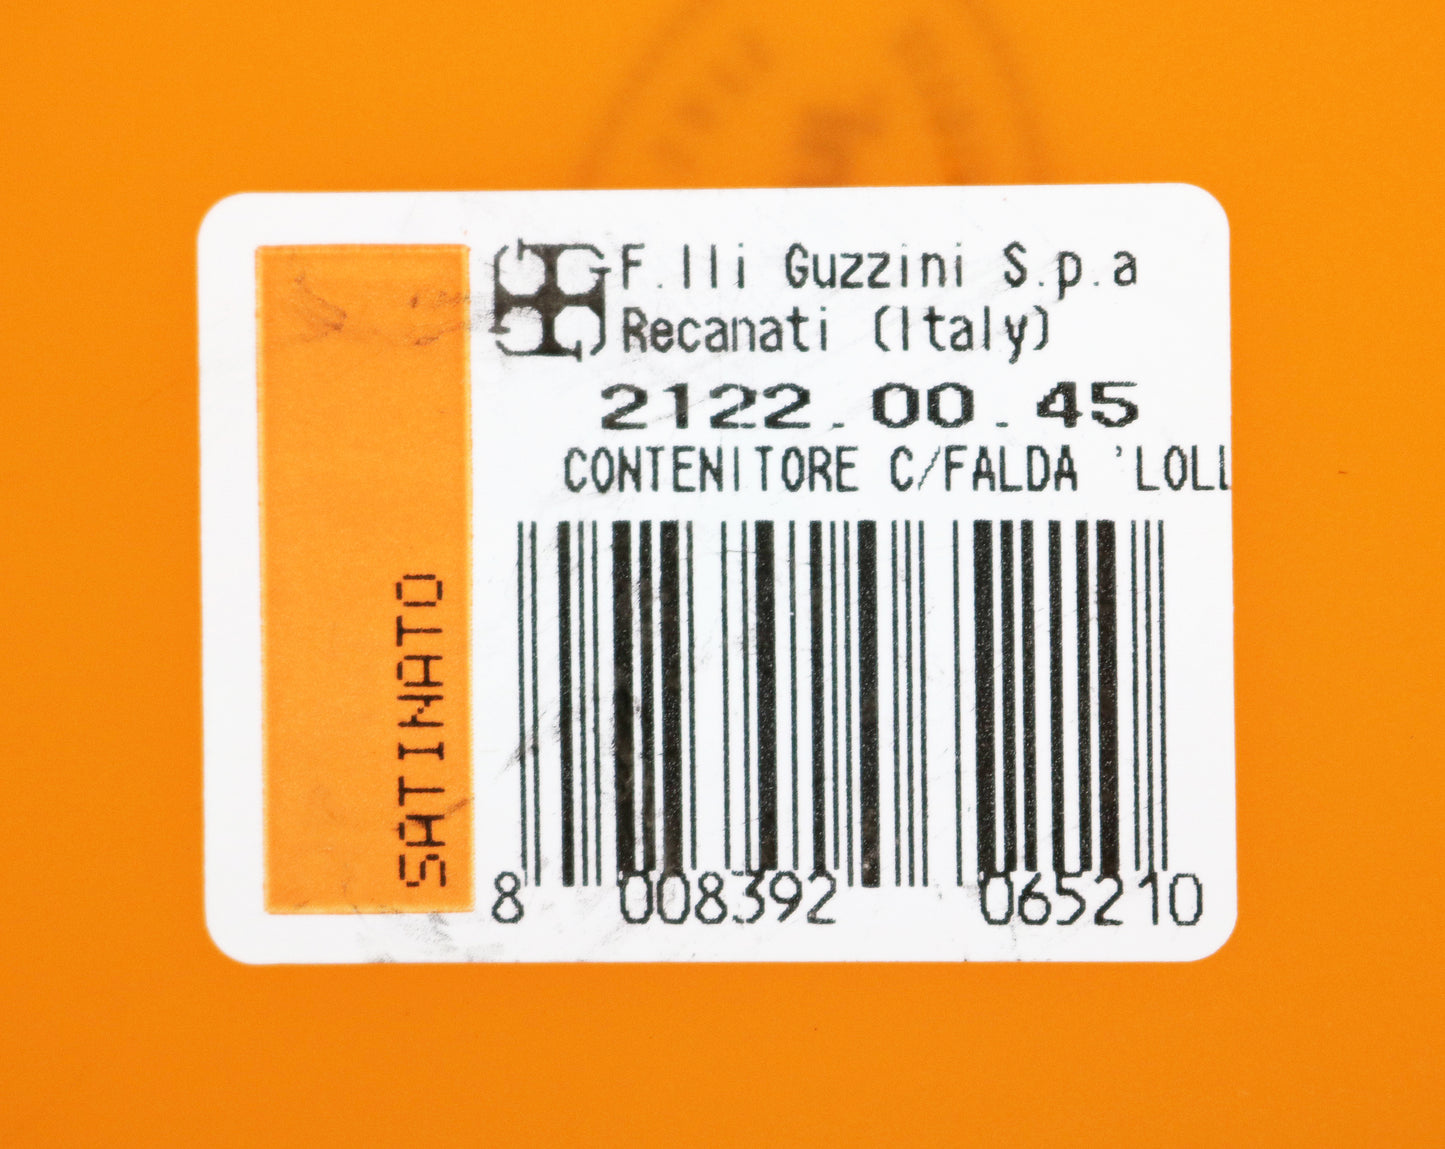 F.lli Guzzini S.p.a
Recanati (Italy)
2122.00.45
CONTENITORE C/FALDA 'LOLL
SATINATO
8 008392 065210